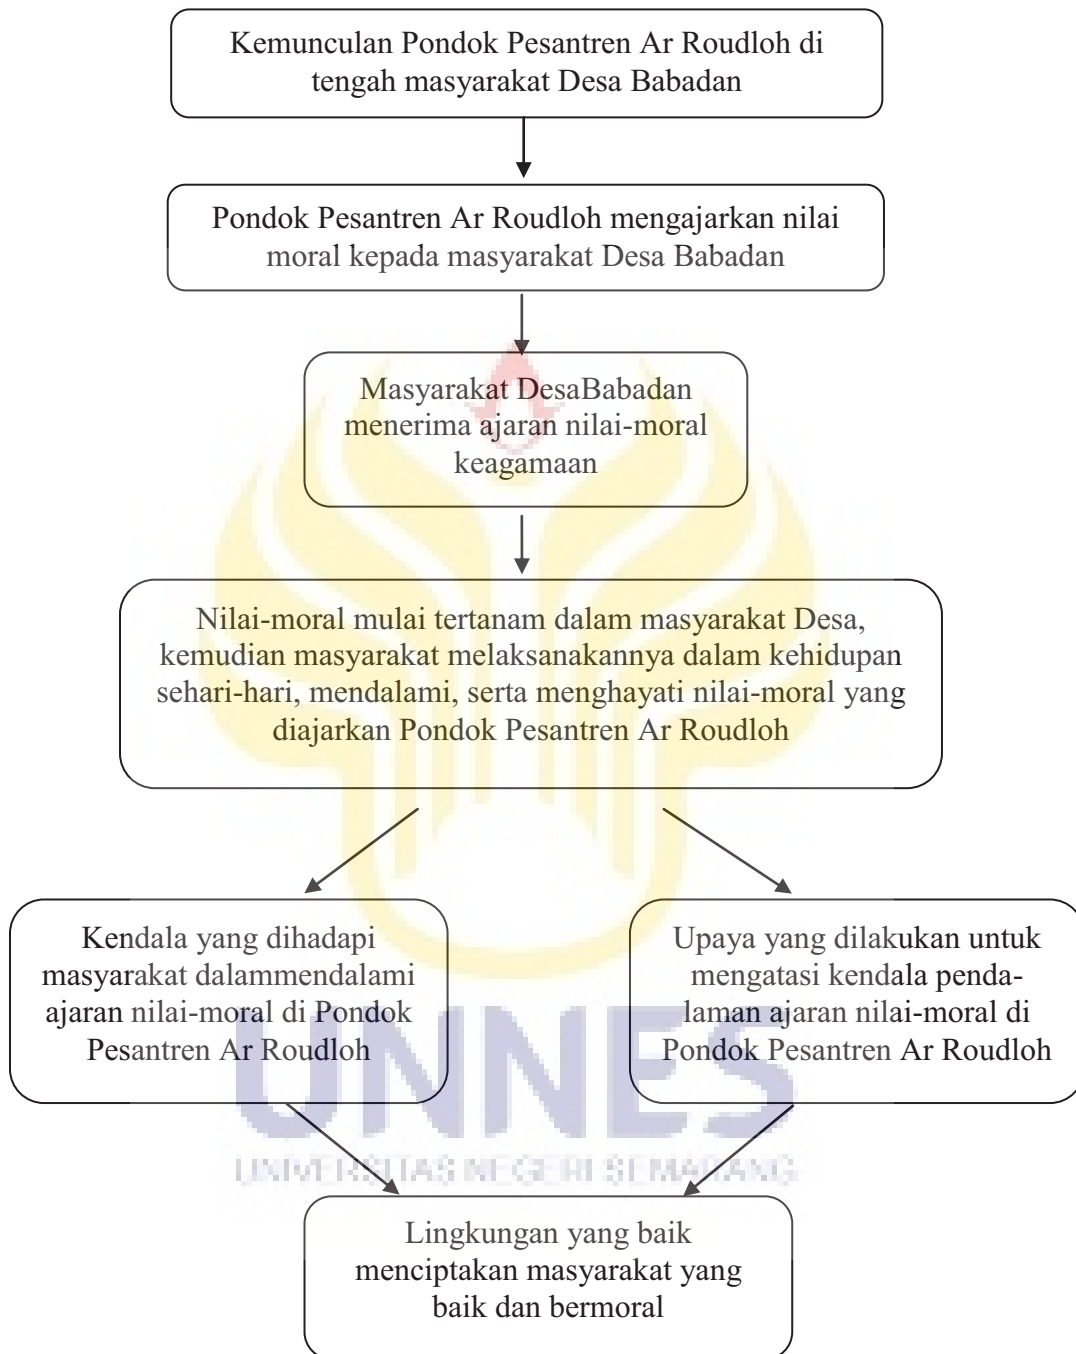 Kemunculan Pondok Pesantren Ar Roudloh di
tengah masyarakat Desa Babadan
Pondok Pesantren Ar Roudloh mengajarkan nilai
moral kepada masyarakat Desa Babadan
Masyarakat DesaBabadan
menerima ajaran nilai-moral
keagamaan
Nilai-moral mulai tertanam dalam masyarakat Desa,
kemudian masyarakat melaksanakannya dalam kehidupan
sehari-hari, mendalami, serta menghayati nilai-moral yang
diajarkan Pondok Pesantren Ar Roudloh
Kendala yang dihadapi
masyarakat dalammendalami
ajaran nilai-moral di Pondok
Pesantren Ar Roudloh
Upaya yang dilakukan untuk
mengatasi kendala penda-
laman ajaran nilai-moral di
Pondok Pesantren Ar Roudloh
UNNES
UNIVERSITAS NEGERI SEMARANG
Lingkungan yang baik
menciptakan masyarakat yang
baik dan bermoral